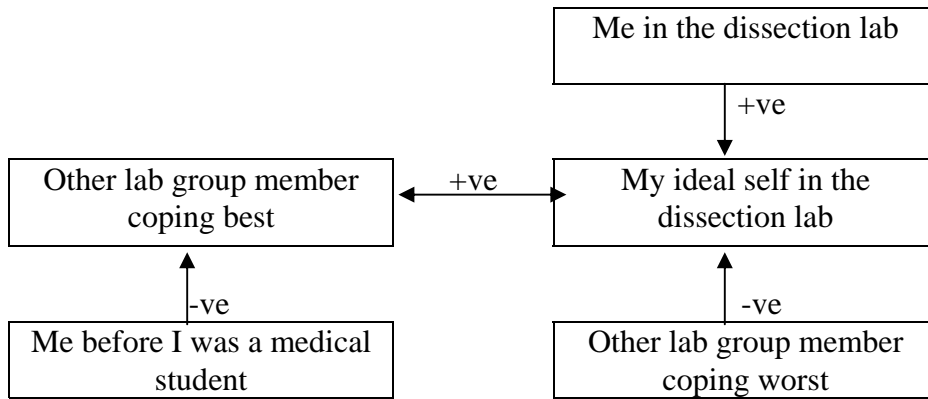 Me in the dissection lab
+ve
Other lab group member
coping best
+ve
My ideal self in the
dissection lab
-ve
-ve
Me before I was a medical
student
Other lab group member
coping worst